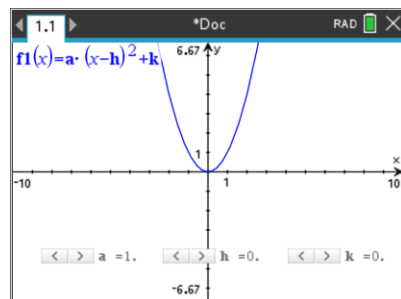 1.1 *Doc RAD
6.67 y
f1(x)=a·(x−h)²+k
1
x
-10 1 10
a =1. h =0. k =0.
-6.67